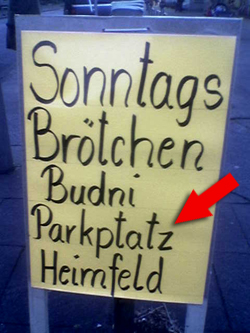 Sonntags
Brötchen
Budni
Parkptatz
Heimfeld